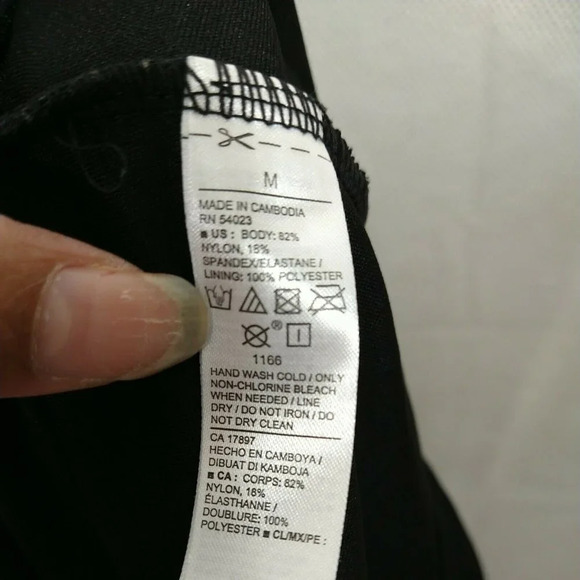 M
MADE IN CAMBODIA
RN 54023
■ US : BODY: 82%
NYLON, 18%
SPANDEX/ELASTANE /
LINING: 100% POLYESTER
®
1166
HAND WASH COLD / ONLY
NON-CHLORINE BLEACH
WHEN NEEDED / LINE
DRY / DO NOT IRON / DO
NOT DRY CLEAN
CA 17897
HECHO EN CAMBOYA /
DIBUAT DI KAMBOJA
■ CA : CORPS: 82%
NYLON, 18%
ÉLASTHANNE /
DOUBLURE: 100%
POLYESTER ■ CL/MX/PE :